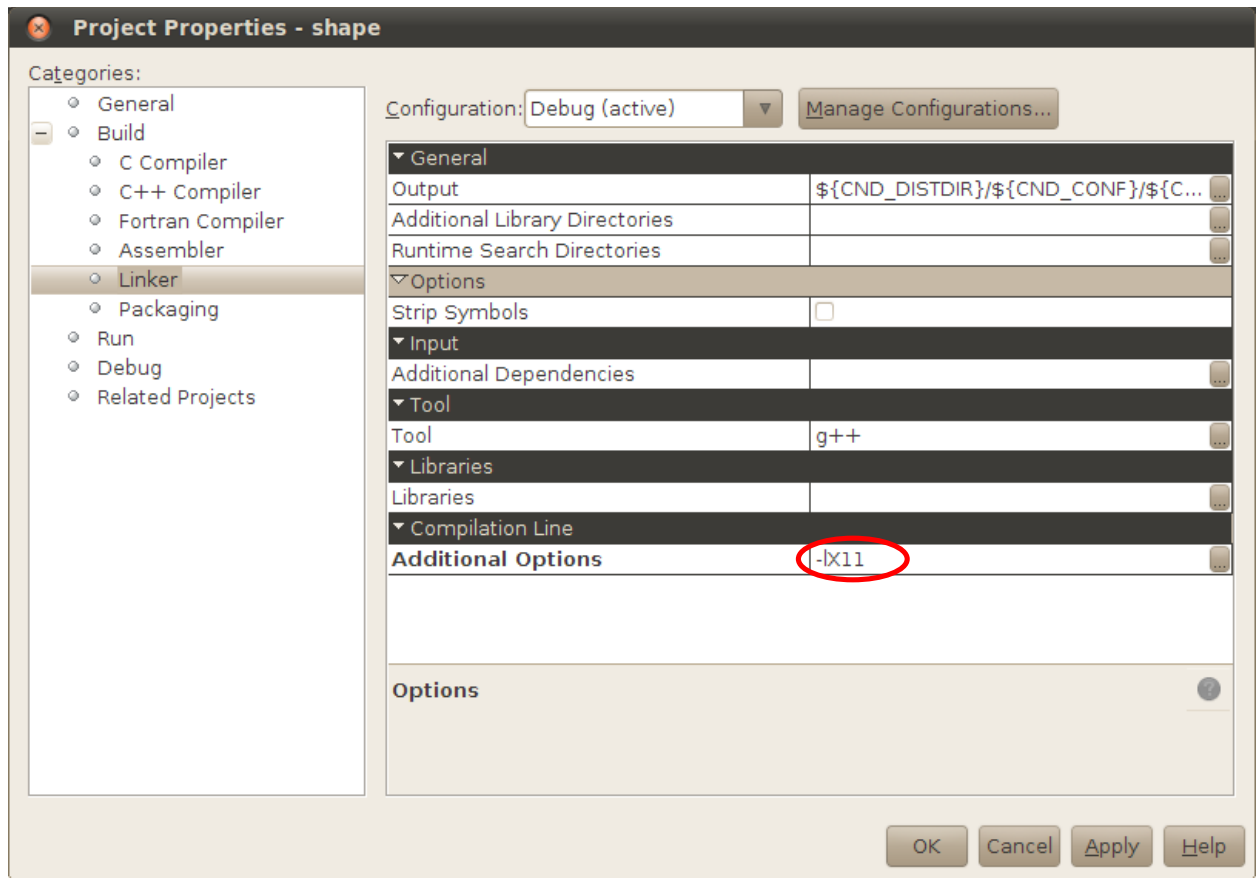 Project Properties - shape
Categories:
General
Build
C Compiler
C++ Compiler
Fortran Compiler
Assembler
Linker
Packaging
Run
Debug
Related Projects
Configuration: Debug (active) Manage Configurations...
General
Output ${CND_DISTDIR}/${CND_CONF}/${C... ...
Additional Library Directories ...
Runtime Search Directories ...
Options
Strip Symbols
Input
Additional Dependencies ...
Tool
Tool g++ ...
Libraries
Libraries ...
Compilation Line
Additional Options -lX11 ...
Options ?
OK Cancel Apply Help